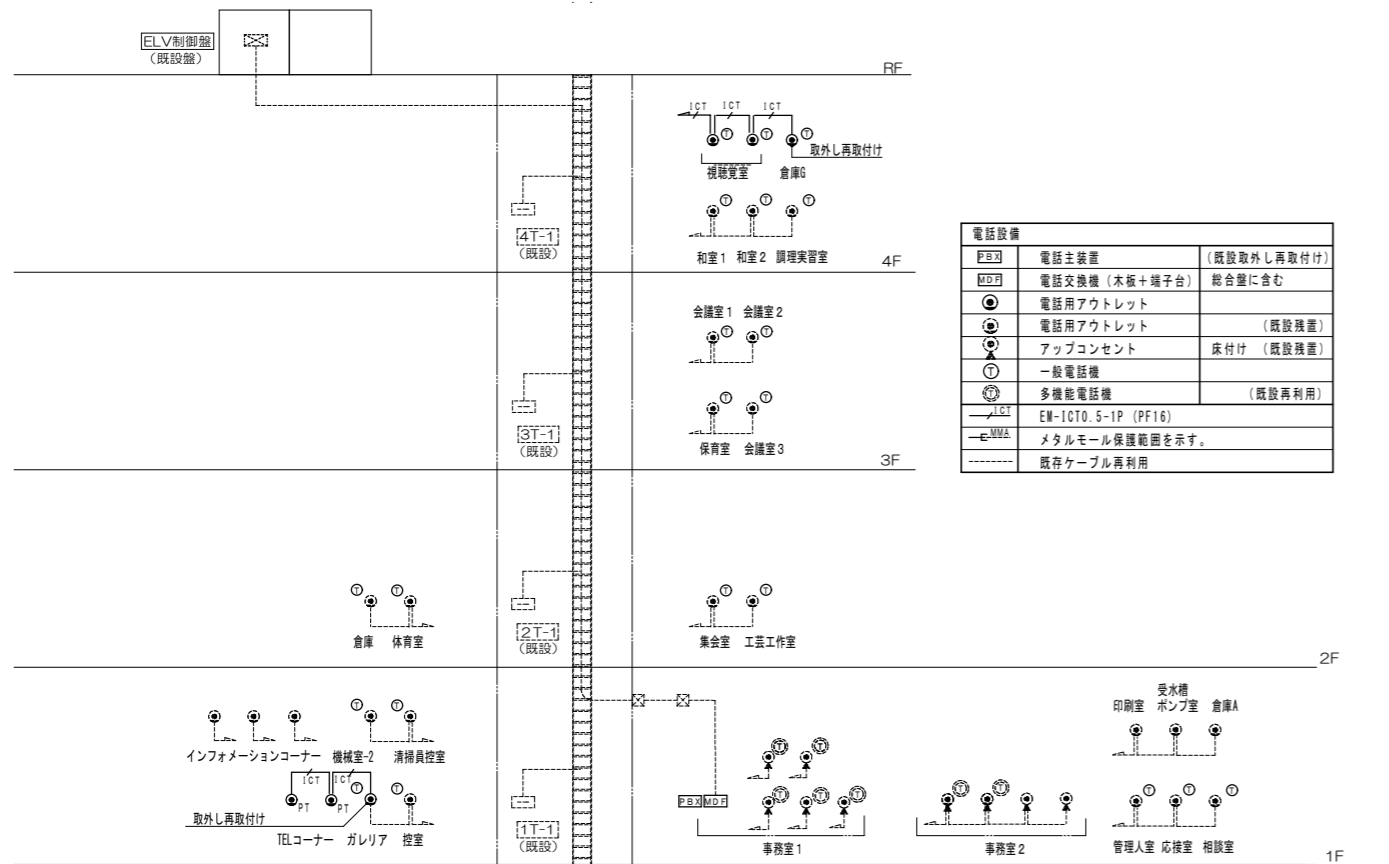 ELV制御盤
(既設盤)
RF
ICT ICT ICT
T T T
取外し再取付け
視聴覚室 倉庫G
T T T
4T-1
(既設)
和室1 和室2 調理実習室
4F
会議室1 会議室2
T T
3T-1
(既設)
T T
保育室 会議室3
3F
T T
倉庫 体育室
2T-1
(既設)
T T
集会室 工芸工作室
2F
T T
インフォメーションコーナー 機械室-2 清掃員控室
ICT ICT
T T
PT PT
取外し再取付け
TELコーナー ガレリア 控室
1T-1
(既設)
T T
PBX MDF
T T T
事務室1
T T
事務室2
受水槽
印刷室 ポンプ室 倉庫A
T T T
管理人室 応接室 相談室
1F
電話設備
PBX 電話主装置 (既設取外し再取付け)
MDF 電話交換機(木板+端子台) 総合盤に含む
電話用アウトレット
電話用アウトレット (既設残置)
アップコンセント 床付け (既設残置)
T 一般電話機
T 多機能電話機 (既設再利用)
ICT EM-ICT0.5-1P (PF16)
E MMA メタルモール保護範囲を示す。
既存ケーブル再利用